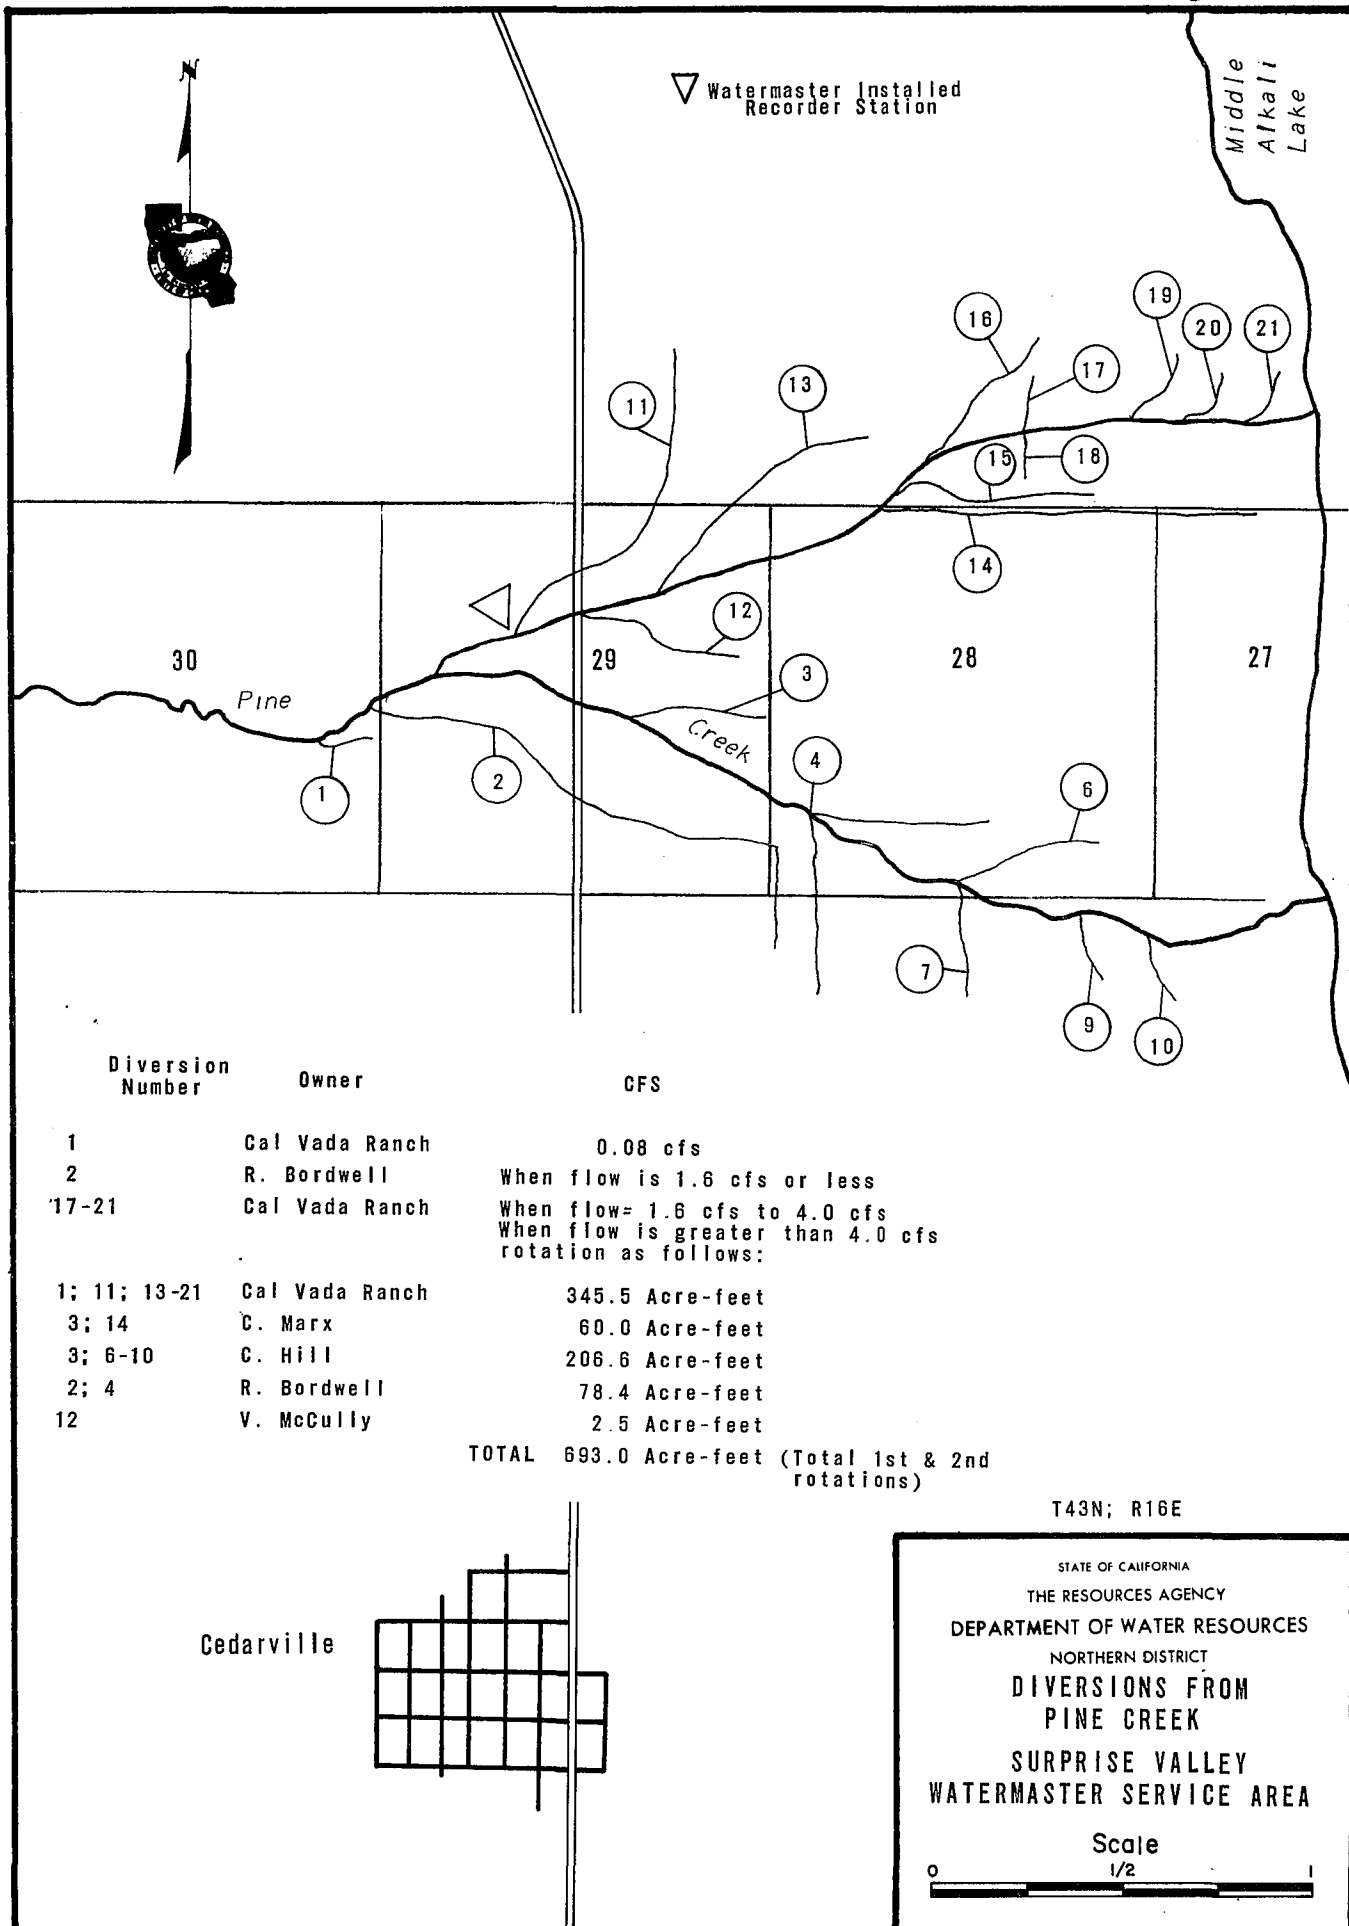 N
Watermaster Installed
Recorder Station
Middle
Alkali
Lake
19
16
20
21
17
13
11
15
18
14
12
30
29
28
27
3
Pine
Creek
4
2
1
6
7
9
10
Diversion
Number
Owner
CFS
1 Cal Vada Ranch 0.08 cfs
2 R. Bordwell When flow is 1.6 cfs or less
17-21 Cal Vada Ranch When flow= 1.6 cfs to 4.0 cfs
When flow is greater than 4.0 cfs
rotation as follows:
1; 11; 13-21 Cal Vada Ranch 345.5 Acre-feet
3; 14 C. Marx 60.0 Acre-feet
3; 6-10 C. Hill 206.6 Acre-feet
2; 4 R. Bordwell 78.4 Acre-feet
12 V. McCully 2.5 Acre-feet
TOTAL 693.0 Acre-feet (Total 1st & 2nd
rotations)
T43N; R16E
Cedarville
STATE OF CALIFORNIA
THE RESOURCES AGENCY
DEPARTMENT OF WATER RESOURCES
NORTHERN DISTRICT
DIVERSIONS FROM
PINE CREEK
SURPRISE VALLEY
WATERMASTER SERVICE AREA
Scale
0 1/2 1